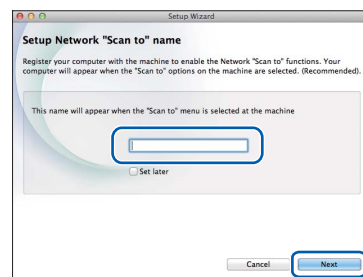 Setup Wizard
Setup Network "Scan to" name
Register your computer with the machine to enable the Network "Scan to" functions. Your
computer will appear when the "Scan to" options on the machine are selected. (Recommended).
This name will appear when the "Scan to" menu is selected at the machine
Set later
Cancel
Next